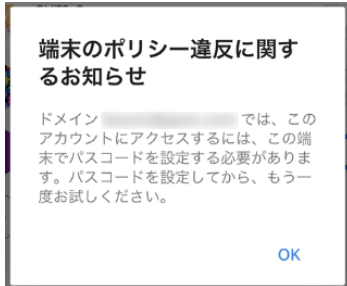 端末のポリシー違反に関す
るお知らせ
ドメイン では、この
アカウントにアクセスするには、この端
末でパスコードを設定する必要がありま
す。パスコードを設定してから、もう一
度お試しください。
OK